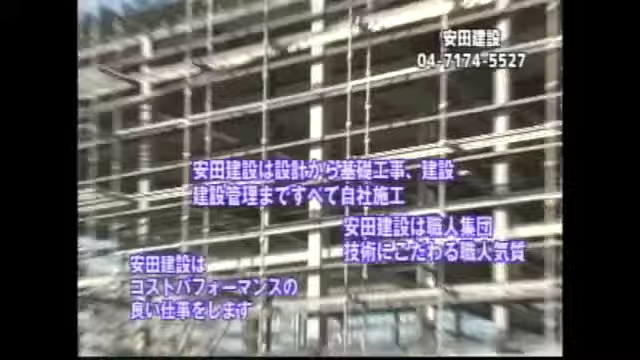 安田建設
04-7174-5527
安田建設は設計から基礎工事、建設
建設管理まですべて自社施工
安田建設は職人集団
技術にこだわる職人気質
安田建設は
コストパフォーマンスの
良い仕事をします